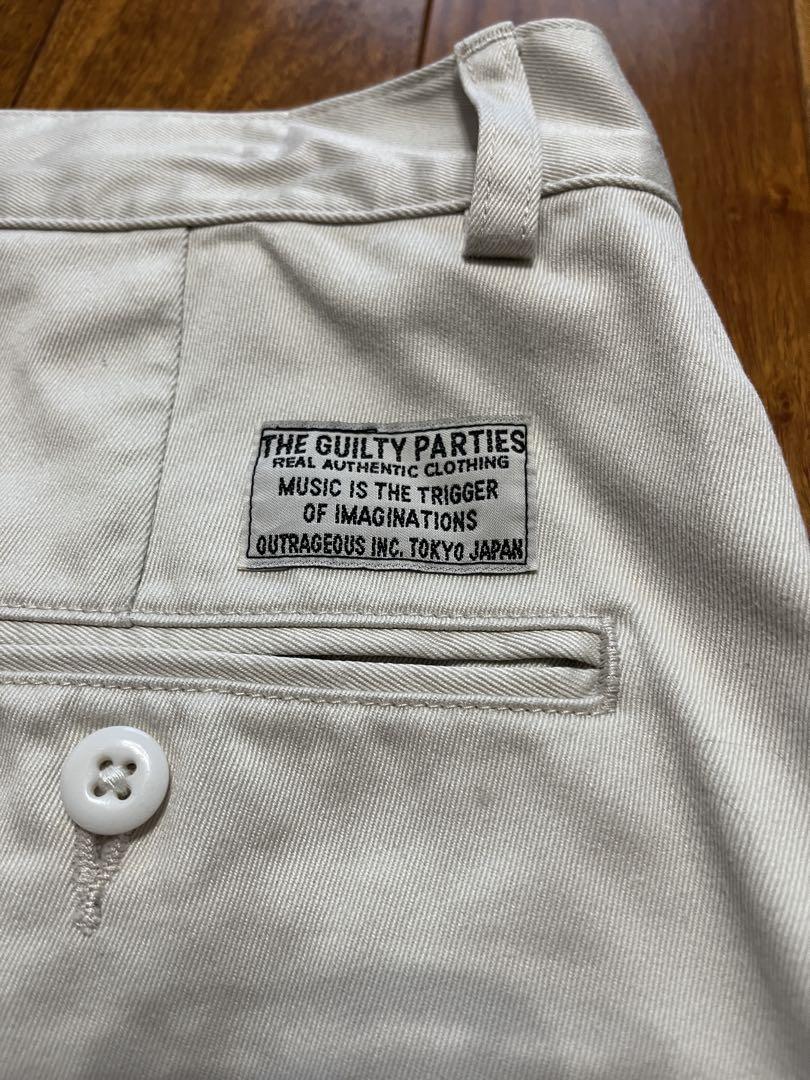 THE GUILTY PARTIES
REAL AUTHENTIC CLOTHING
MUSIC IS THE TRIGGER
OF IMAGINATIONS
OUTRAGEOUS INC. TOKYO JAPAN